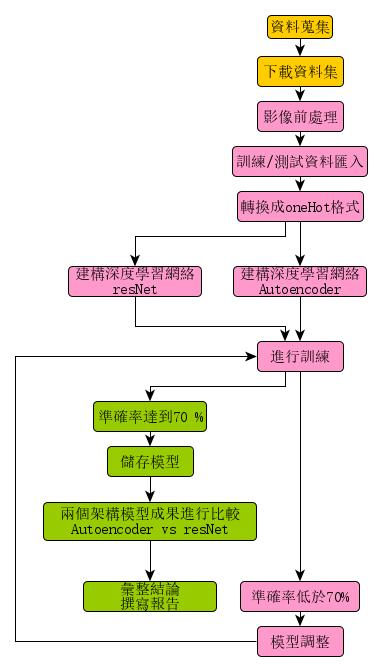 資料蒐集
下載資料集
影像前處理
訓練/測試資料匯入
轉換成oneHot格式
建構深度學習網絡
resNet
建構深度學習網絡
Autoencoder
進行訓練
準確率達到70 %
儲存模型
兩個架構模型成果進行比較
Autoencoder vs resNet
彙整結論
撰寫報告
準確率低於70%
模型調整